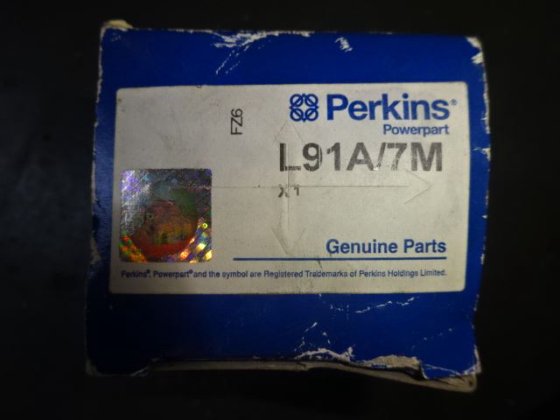 FZ6
Perkins®
Powerpart
L91A/7M
X 1
Genuine Parts
Perkins®, Powerpart® and the symbol are Registered Trademarks of Perkins Holdings Limited.